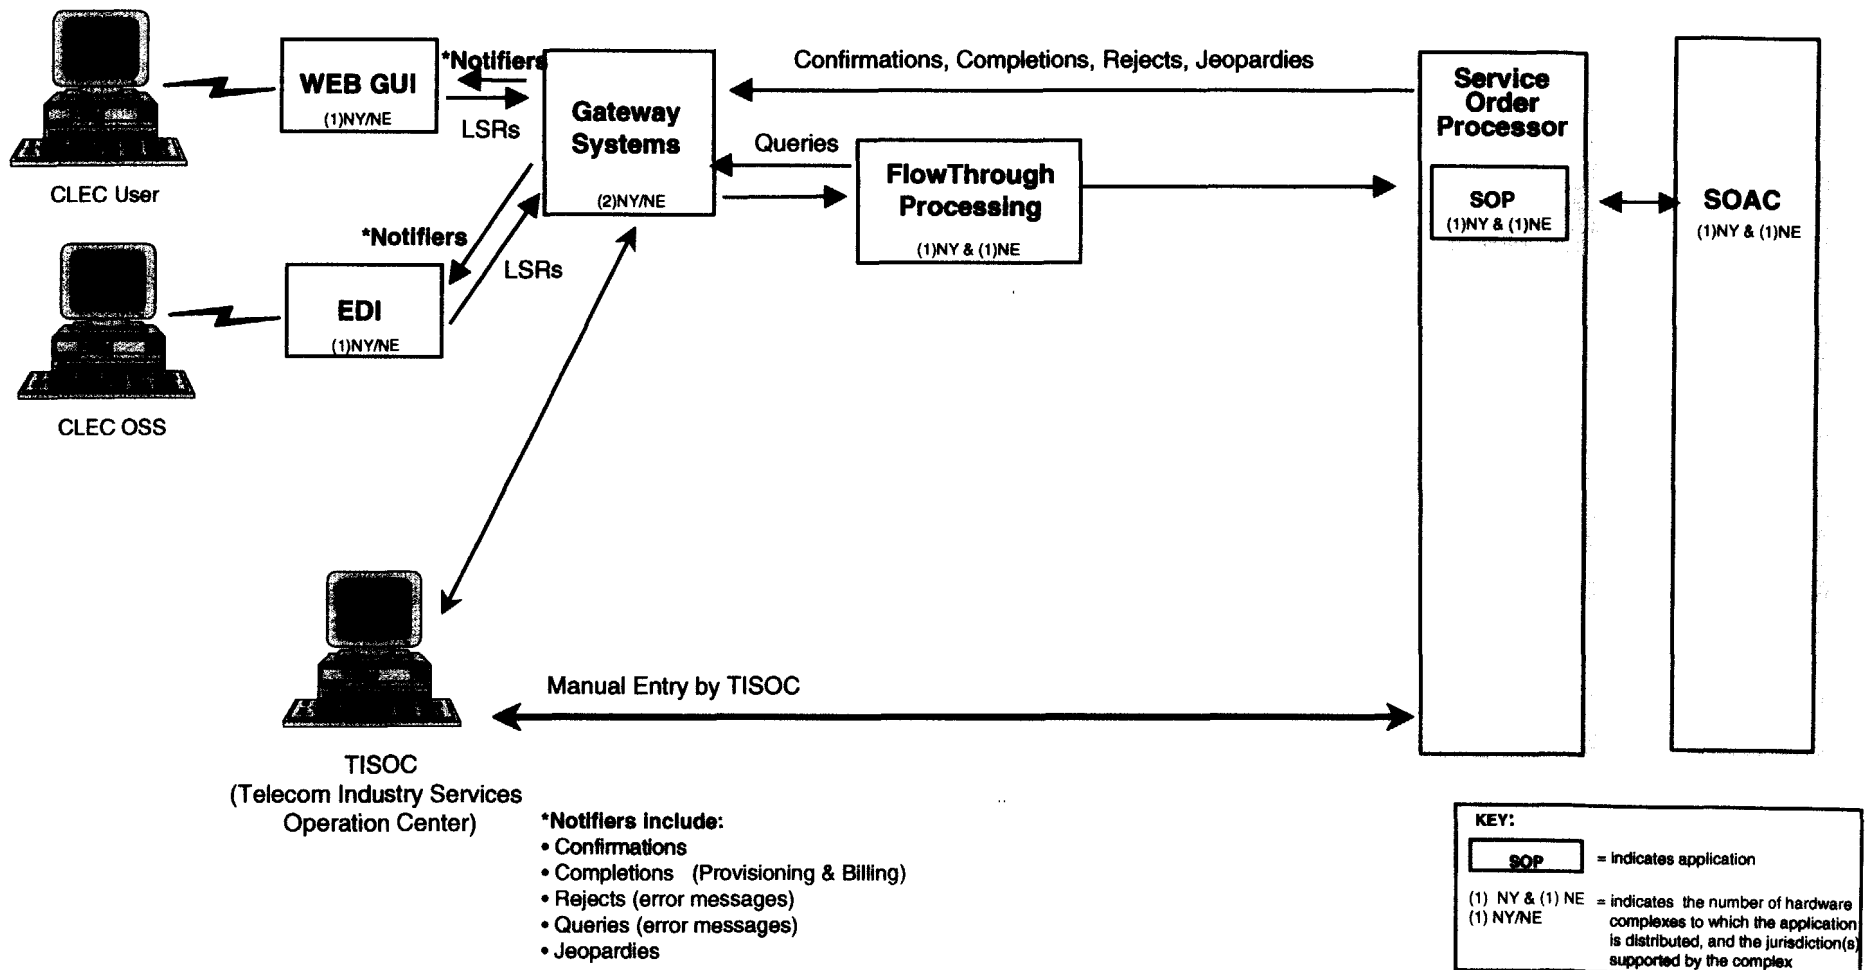 WEB GUI
(1)NY/NE
*Notifiers
LSRs
CLEC User
Gateway
Systems
(2)NY/NE
Confirmations, Completions, Rejects, Jeopardies
Queries
FlowThrough
Processing
(1)NY & (1)NE
Service
Order
Processor
SOP
(1)NY & (1)NE
SOAC
(1)NY & (1)NE
*Notifiers
LSRs
EDI
(1)NY/NE
CLEC OSS
Manual Entry by TISOC
TISOC
(Telecom Industry Services
Operation Center)
*Notifiers include:
• Confirmations
• Completions (Provisioning & Billing)
• Rejects (error messages)
• Queries (error messages)
• Jeopardies
KEY:
SOP = indicates application
(1) NY & (1) NE = indicates the number of hardware
(1) NY/NE complexes to which the application
is distributed, and the jurisdiction(s)
supported by the complex